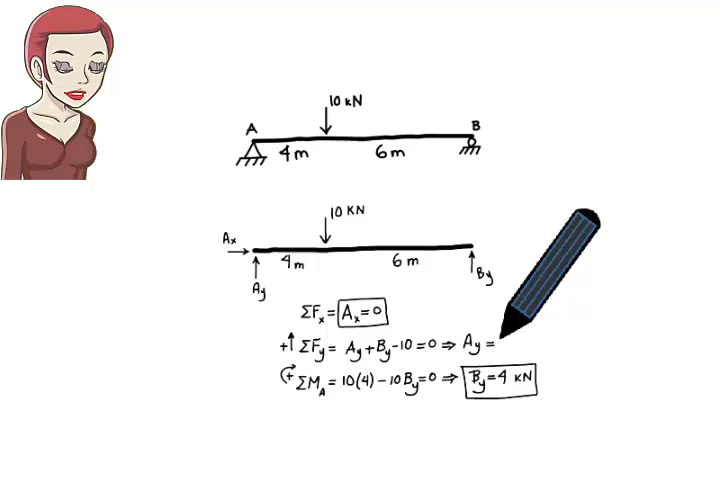 10 kN
A B
4m 6m
10 KN
Ax
4m 6m
Ay By
ΣFx = Ax=0
+↑ ΣFy = Ay+By-10=0 ⇒ Ay =
+ ΣMA = 10(4) - 10By=0 ⇒ By=4 KN